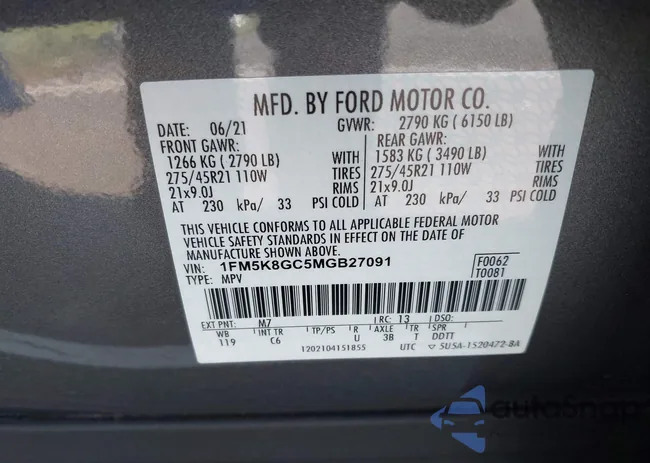 MFD. BY FORD MOTOR CO.
DATE: 06/21 GVWR: 2790 KG ( 6150 LB)
FRONT GAWR: REAR GAWR:
1266 KG ( 2790 LB) WITH 1583 KG ( 3490 LB) WITH
275/45R21 110W TIRES 275/45R21 110W TIRES
21x9.0J RIMS 21x9.0J RIMS
AT 230 kPa/ 33 PSI COLD AT 230 kPa/ 33 PSI COLD
THIS VEHICLE CONFORMS TO ALL APPLICABLE FEDERAL MOTOR
VEHICLE SAFETY STANDARDS IN EFFECT ON THE DATE OF
MANUFACTURE SHOWN ABOVE.
VIN: 1FM5K8GC5MGB27091 F0062
TYPE: MPV T0081
EXT PNT: M7 RC: 13 DSO:
WB INT TR TP/PS R AXLE TR SPR
119 C6 U 3B T DDTT
1202104151855 UTC ▽ SU5A-1520472-BA
autoSnap